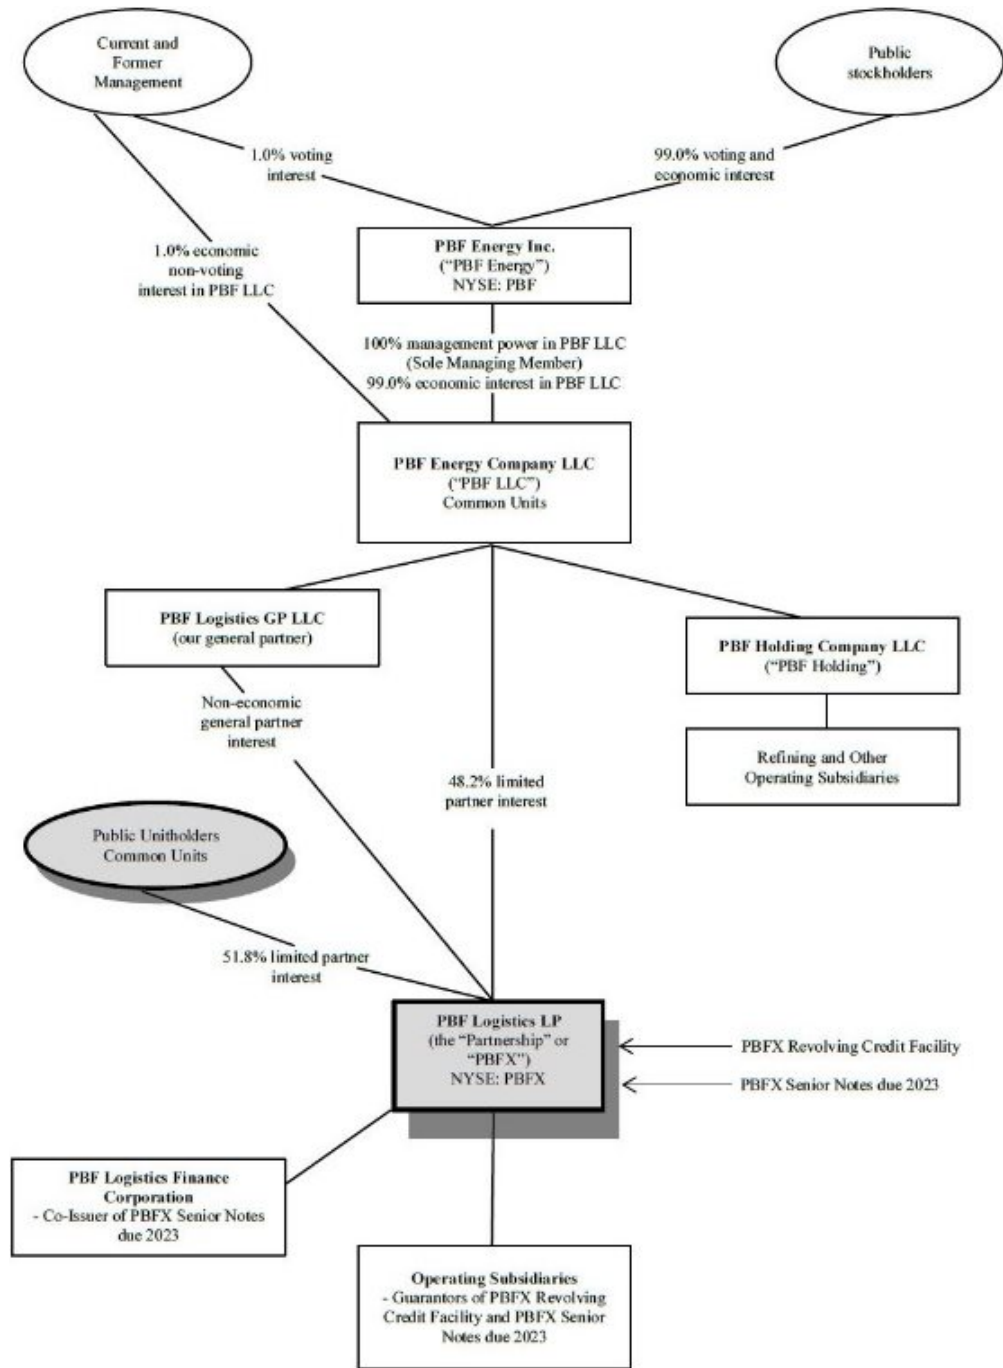 Current and
Former
Management
Public
stockholders
1.0% voting
interest
99.0% voting and
economic interest
1.0% economic
non-voting
interest in PBF LLC
PBF Energy Inc.
(“PBF Energy”)
NYSE: PBF
100% management power in PBF LLC
(Sole Managing Member)
99.0% economic interest in PBF LLC
PBF Energy Company LLC
(“PBF LLC”)
Common Units
PBF Logistics GP LLC
(our general partner)
PBF Holding Company LLC
(“PBF Holding”)
Non-economic
general partner
interest
Refining and Other
Operating Subsidiaries
48.2% limited
partner interest
Public Unitholders
Common Units
51.8% limited partner
interest
PBF Logistics LP
(the “Partnership” or
“PBFX”)
NYSE: PBFX
PBFX Revolving Credit Facility
PBFX Senior Notes due 2023
PBF Logistics Finance
Corporation
- Co-Issuer of PBFX Senior Notes
due 2023
Operating Subsidiaries
- Guarantors of PBFX Revolving
Credit Facility and PBFX Senior
Notes due 2023